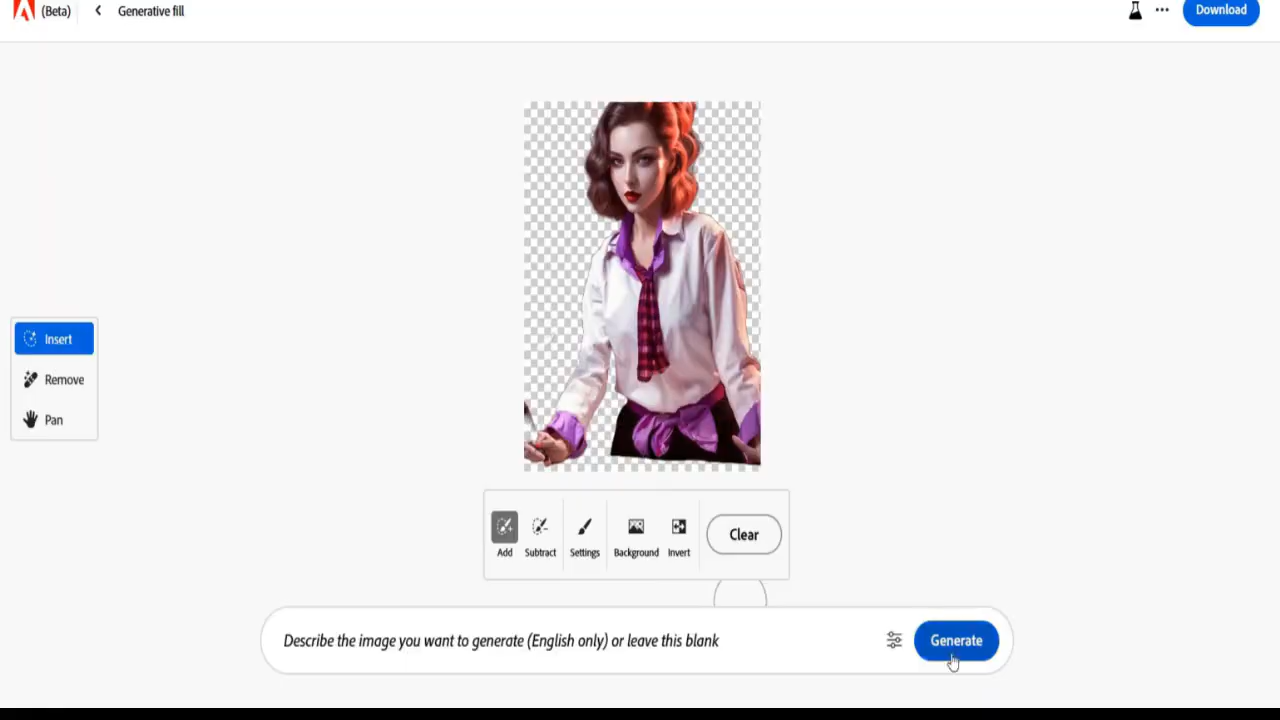 (Beta)
Generative fill
Download
Insert
Remove
Pan
Add
Subtract
Settings
Background
Invert
Clear
Describe the image you want to generate (English only) or leave this blank
Generate